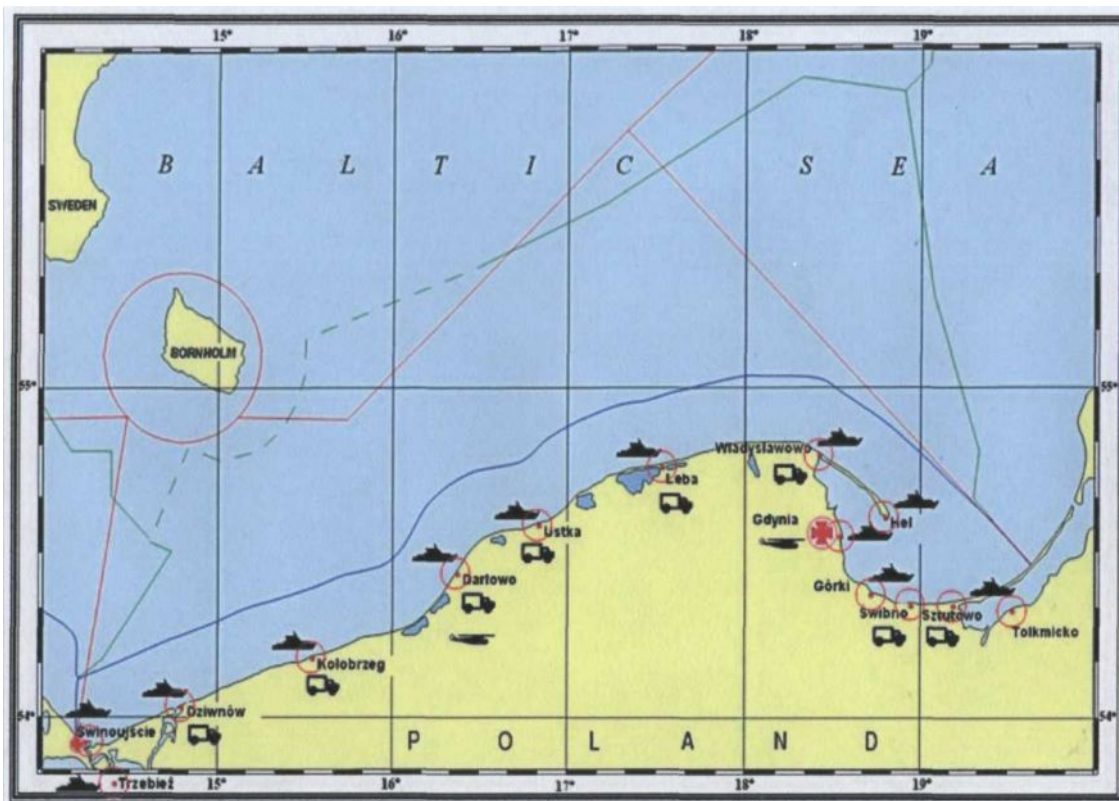 15° 16° 17° 18° 19°
B A L T I C S E A
SWEDEN
BORNHOLM
55° 55°
Władysławowo
Łeba
Hel
Gdynia
Ustka
Darłowo
Górki
Swibno
Sztutowo
Tolkmicko
Kołobrzeg
Dziwnów
54° 54°
Świnoujście
P O L A N D
Trzebież
15° 16° 17° 18° 19°